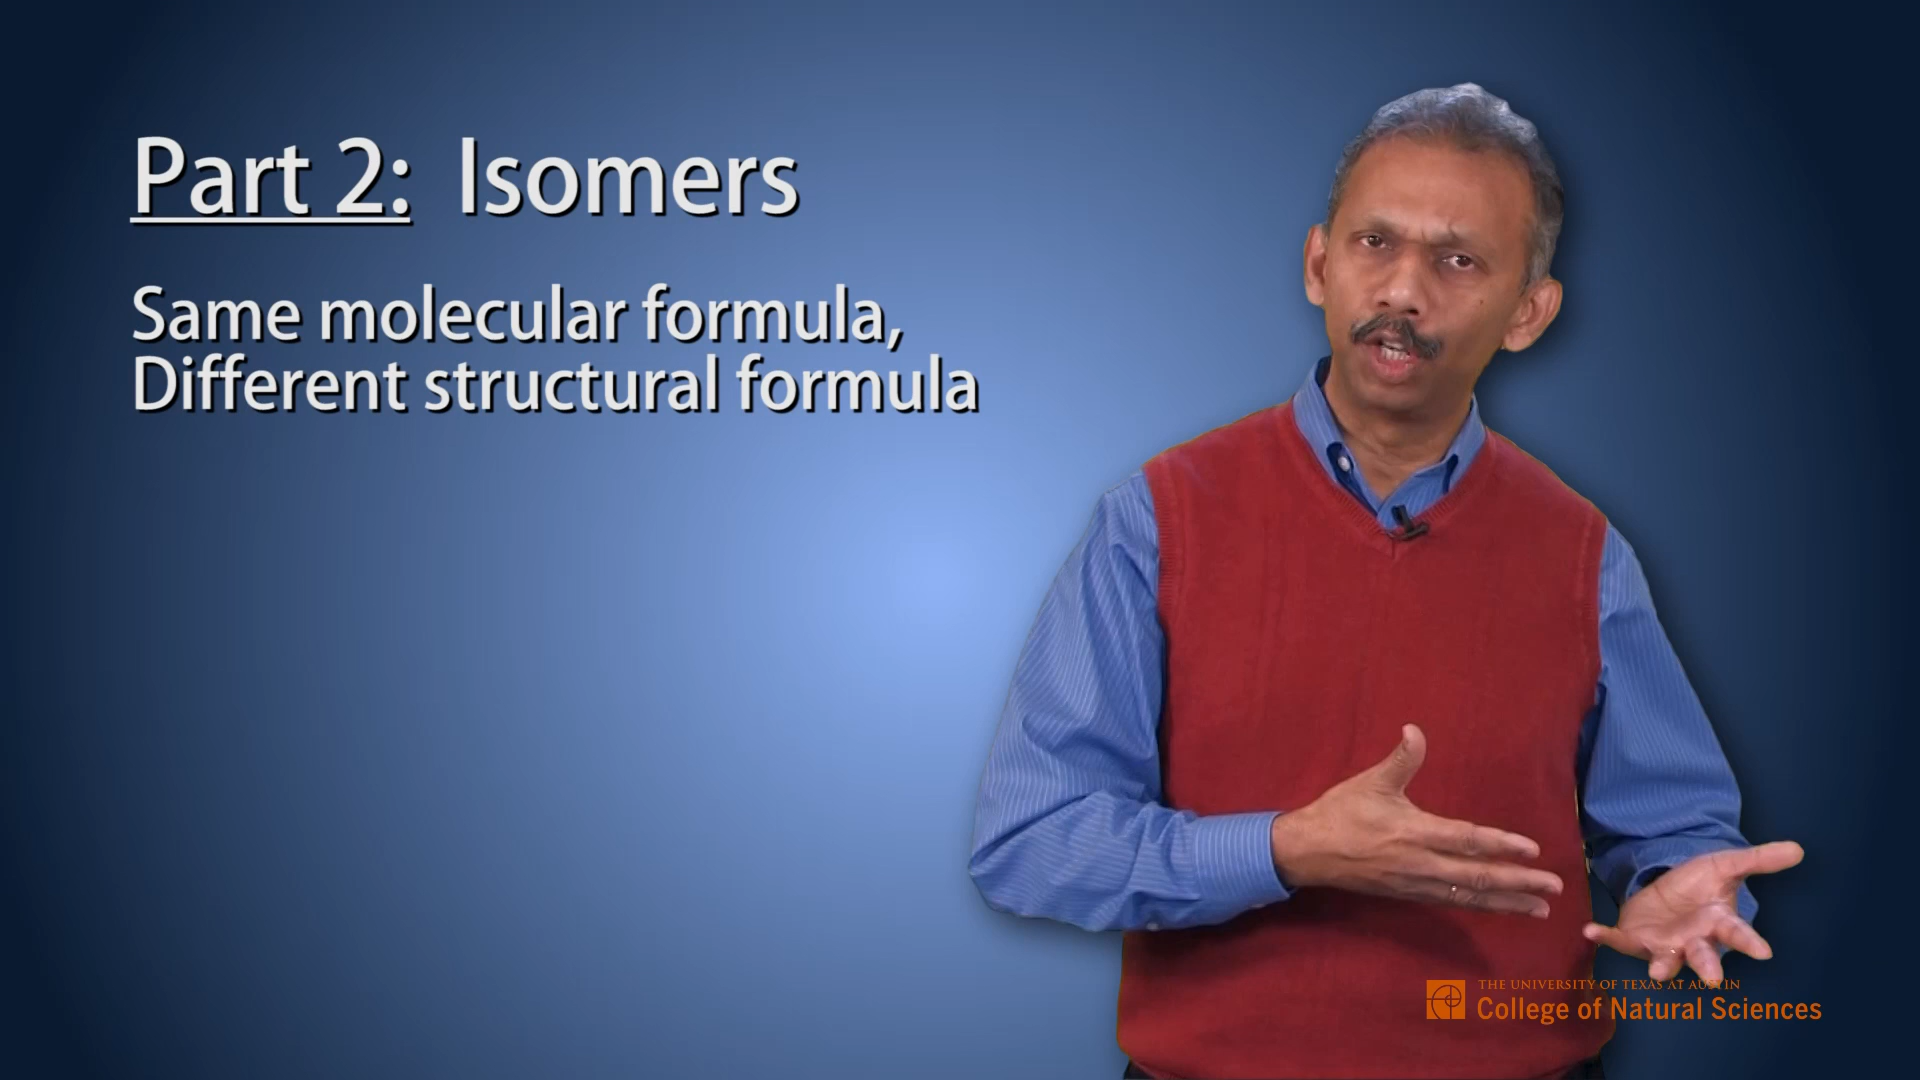 Part 2: Isomers
Same molecular formula,
Different structural formula
THE UNIVERSITY OF TEXAS AT AUSTIN
College of Natural Sciences